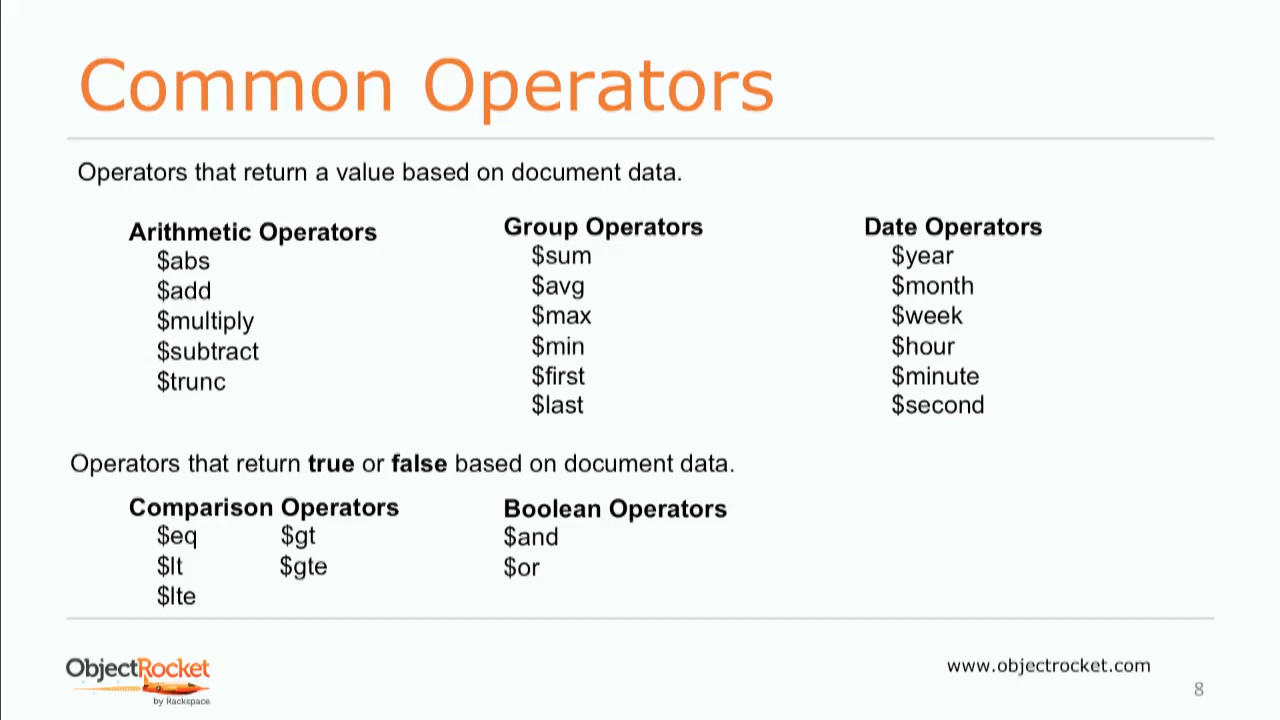 Common Operators
Operators that return a value based on document data.
Arithmetic Operators
$abs
$add
$multiply
$subtract
$trunc
Group Operators
$sum
$avg
$max
$min
$first
$last
Date Operators
$year
$month
$week
$hour
$minute
$second
Operators that return true or false based on document data.
Comparison Operators
$eq $gt
$lt $gte
$lte
Boolean Operators
$and
$or
ObjectRocket
by Rackspace
www.objectrocket.com
8